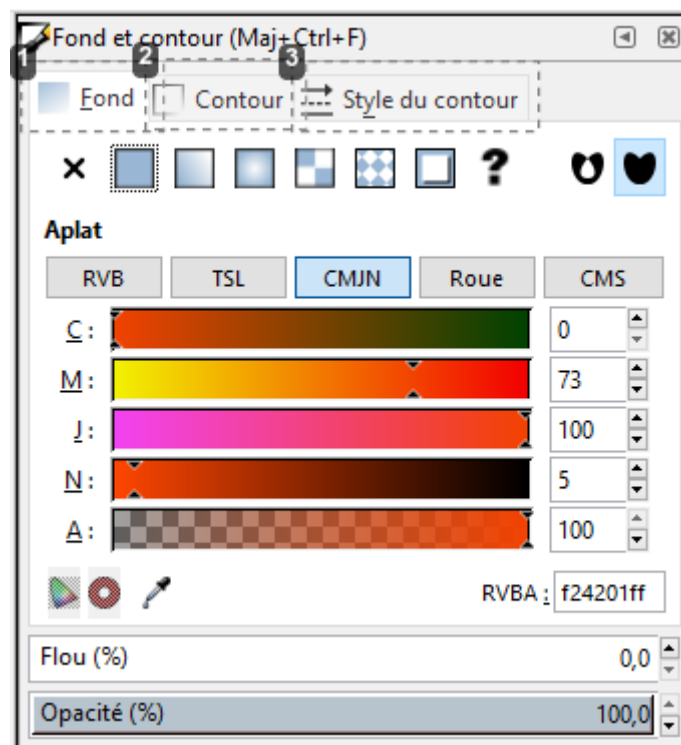 Fond et contour (Maj+Ctrl+F)
1 2 3
Fond Contour Style du contour
?
Aplat
RVB TSL CMJN Roue CMS
C : 0
M : 73
J : 100
N : 5
A : 100
RVBA : f24201ff
Flou (%) 0,0
Opacité (%) 100,0